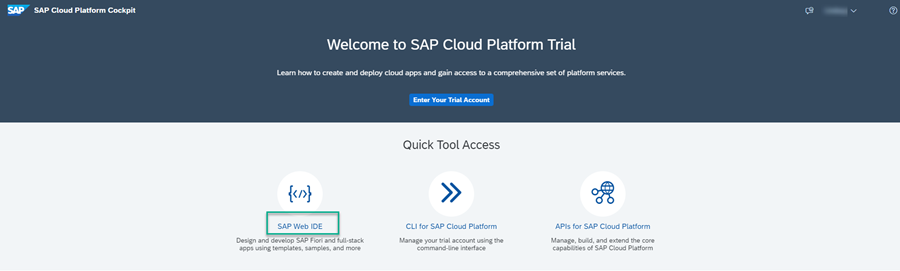 SAP SAP Cloud Platform Cockpit
Welcome to SAP Cloud Platform Trial
Learn how to create and deploy cloud apps and gain access to a comprehensive set of platform services.
Enter Your Trial Account
Quick Tool Access
{</>}
SAP Web IDE
Design and develop SAP Fiori and full-stack
apps using templates, samples, and more
CLI for SAP Cloud Platform
Manage your trial account using the
command-line interface
APIs for SAP Cloud Platform
Manage, build, and extend the core
capabilities of SAP Cloud Platform